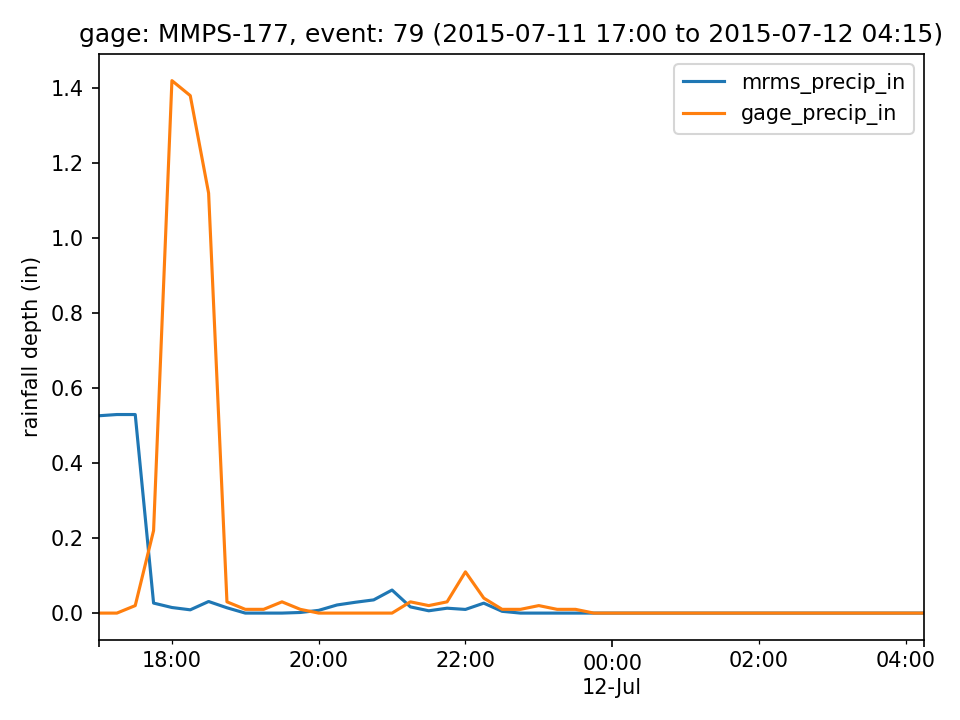 gage: MMPS-177, event: 79 (2015-07-11 17:00 to 2015-07-12 04:15)
mrms_precip_in
gage_precip_in
rainfall depth (in)
1.4
1.2
1.0
0.8
0.6
0.4
0.2
0.0
18:00 20:00 22:00 00:00 02:00 04:00
12-Jul